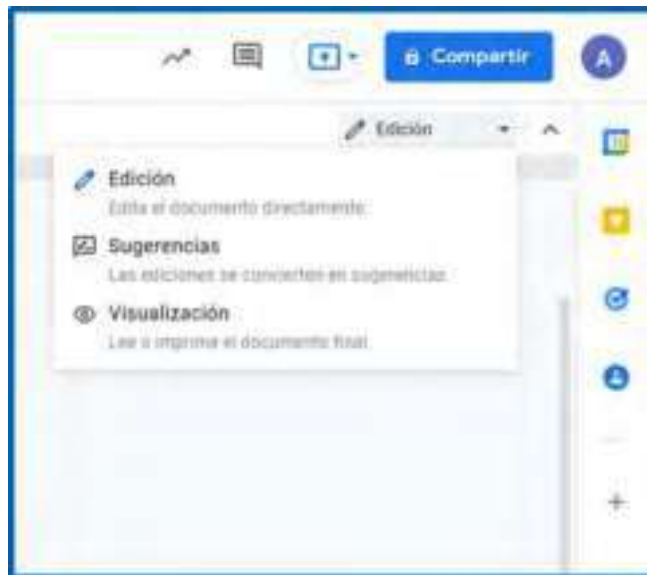 Compartir
A
Edición
Edición
Edita el documento directamente.
Sugerencias
Las ediciones se convierten en sugerencias.
Visualización
Lee o imprime el documento final.